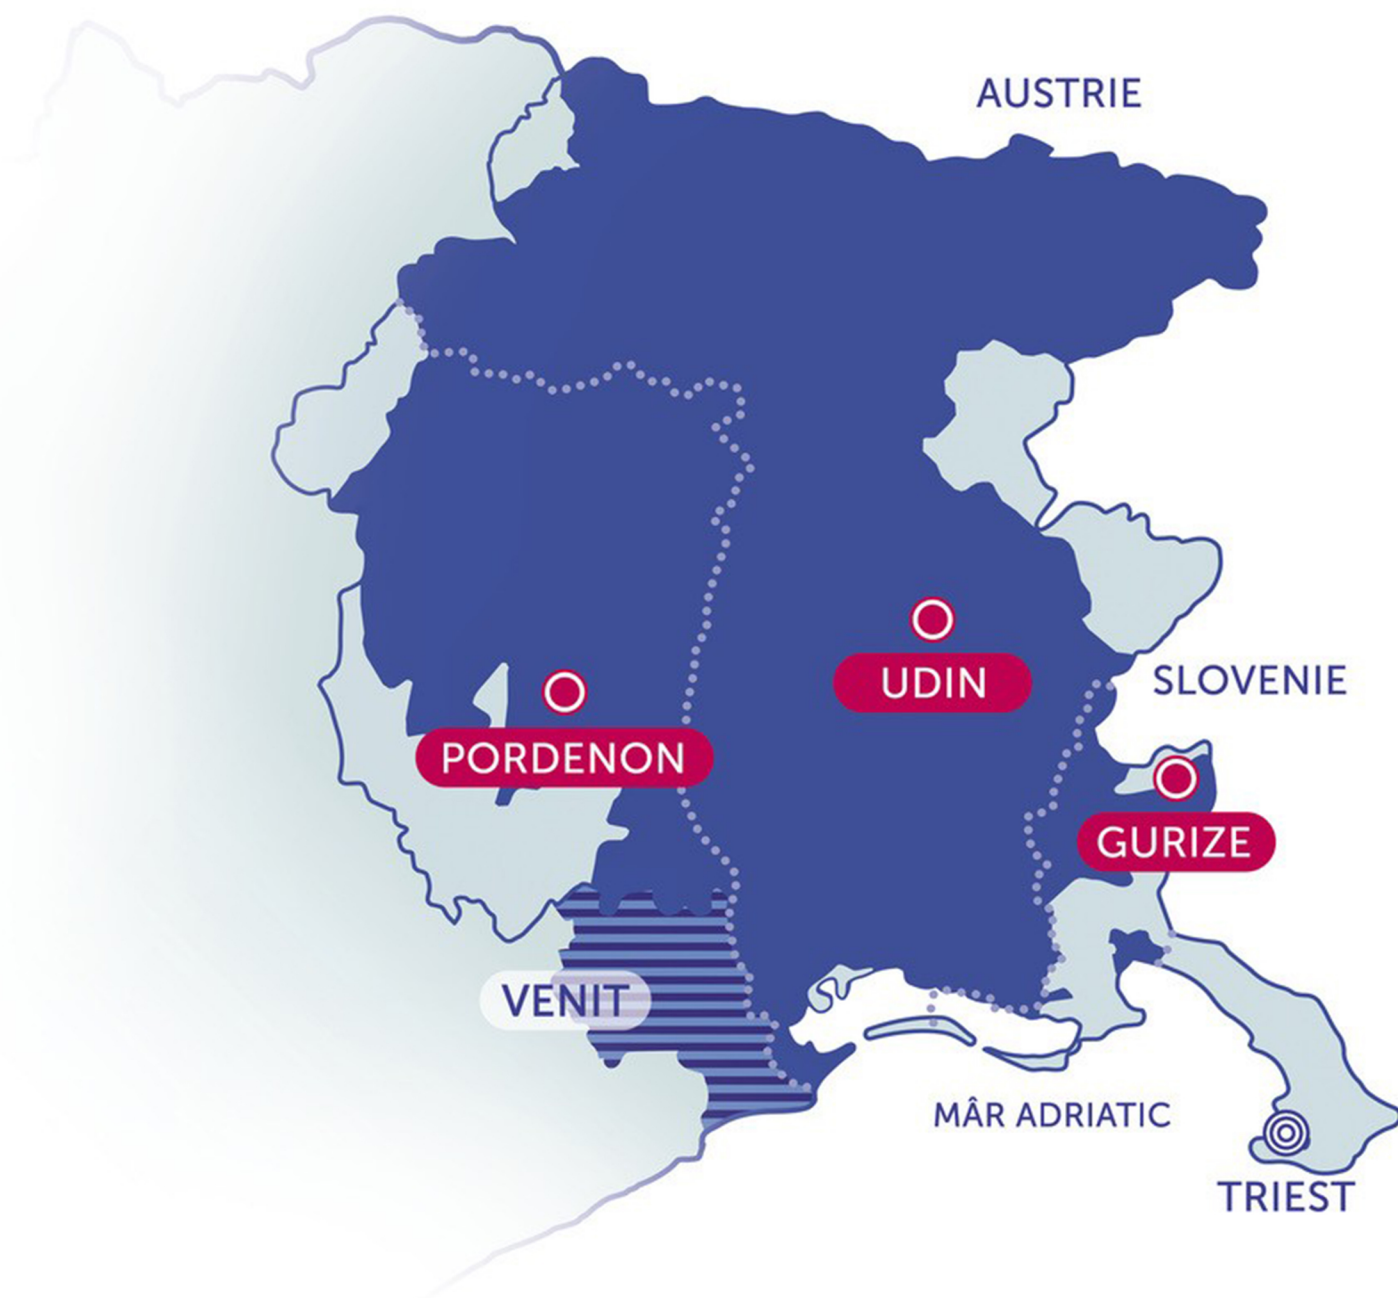 AUSTRIE
UDIN
SLOVENIE
PORDENON
GURIZE
VENIT
MÂR ADRIATIC
TRIEST